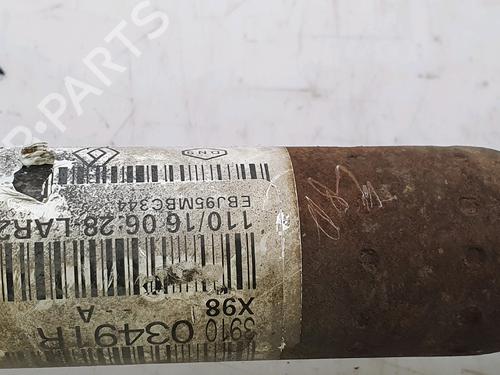 EBJ95MBC344
110/16 06:28 LAR2
X98
A
3910
03491R
B-PARTS